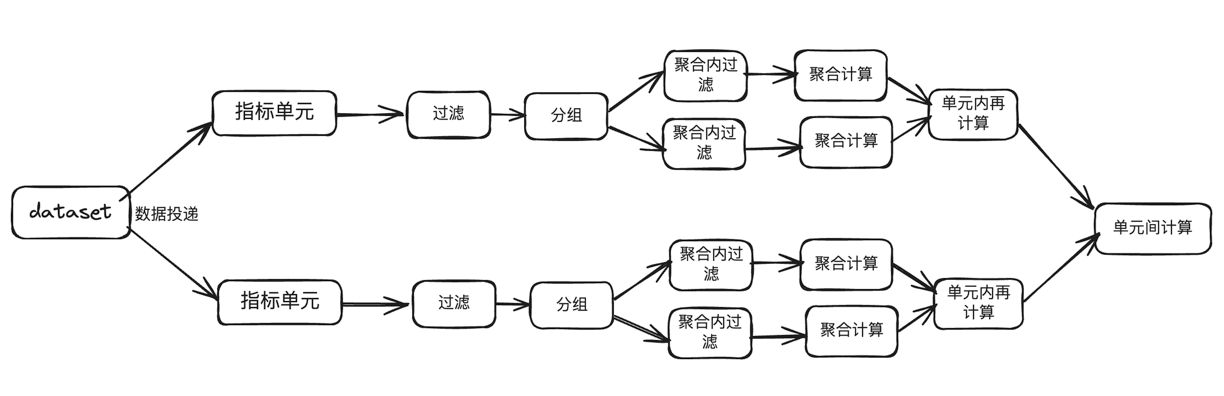 dataset
数据投递
指标单元
过滤
分组
聚合内过
滤
聚合计算
聚合内过
滤
聚合计算
单元内再
计算
指标单元
过滤
分组
聚合内过
滤
聚合计算
聚合内过
滤
聚合计算
单元内再
计算
单元间计算